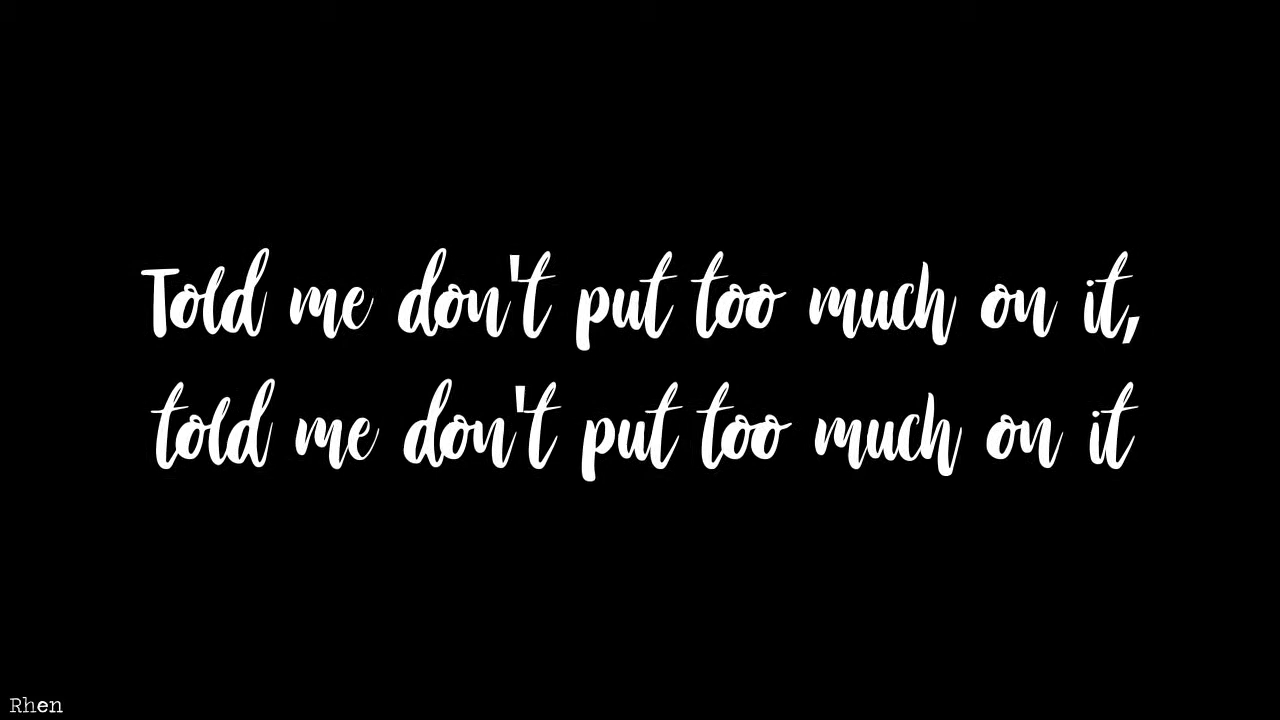 Told me don't put too much on it,
told me don't put too much on it
Rhen